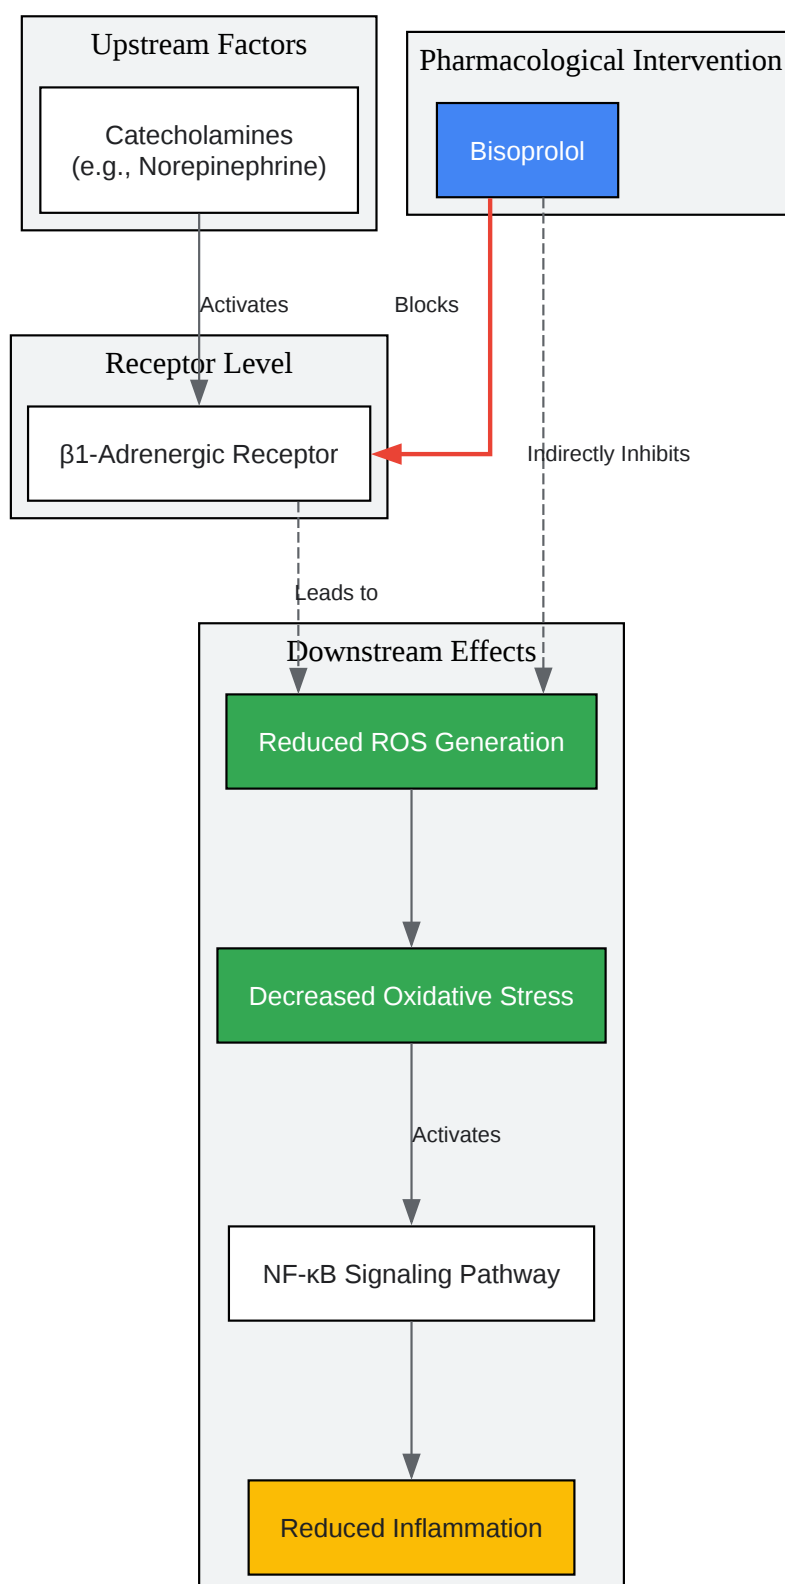 Upstream Factors
Catecholamines
(e.g., Norepinephrine)
Pharmacological Intervention
Bisoprolol
Activates
Blocks
Receptor Level
β1-Adrenergic Receptor
Indirectly Inhibits
Leads to
Downstream Effects
Reduced ROS Generation
Decreased Oxidative Stress
Activates
NF-κB Signaling Pathway
Reduced Inflammation